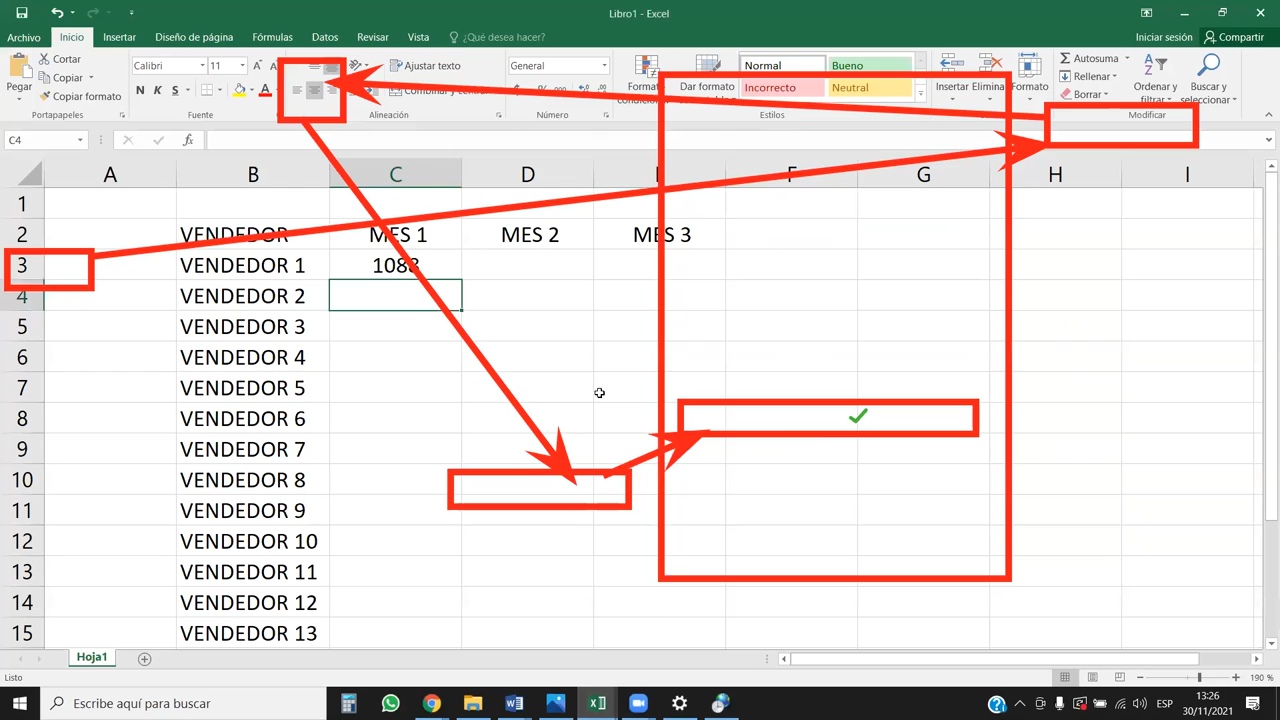 Libro1 - Excel
Archivo Inicio Insertar Diseño de página Fórmulas Datos Revisar Vista ¿Qué desea hacer? Iniciar sesión Compartir
Pegar
Cortar
Copiar
Copiar formato
Portapapeles
Calibri 11
N K S
Fuente
Ajustar texto
Alineación
General
Número
Dar formato
Normal Bueno
Incorrecto Neutral
Estilos
Insertar Elimina Formato
Autosuma
Rellenar
Borrar
Ordenar y filtrar
Buscar y seleccionar
Modificar
C4 fx
A B C D E F G H I
1
2 VENDEDOR MES 1 MES 2 MES 3
3 VENDEDOR 1 1088
4 VENDEDOR 2
5 VENDEDOR 3
6 VENDEDOR 4
7 VENDEDOR 5
8 VENDEDOR 6
9 VENDEDOR 7
10 VENDEDOR 8
11 VENDEDOR 9
12 VENDEDOR 10
13 VENDEDOR 11
14 VENDEDOR 12
15 VENDEDOR 13
Hoja1
Listo 190 %
Escribe aquí para buscar ESP 13:26
30/11/2021